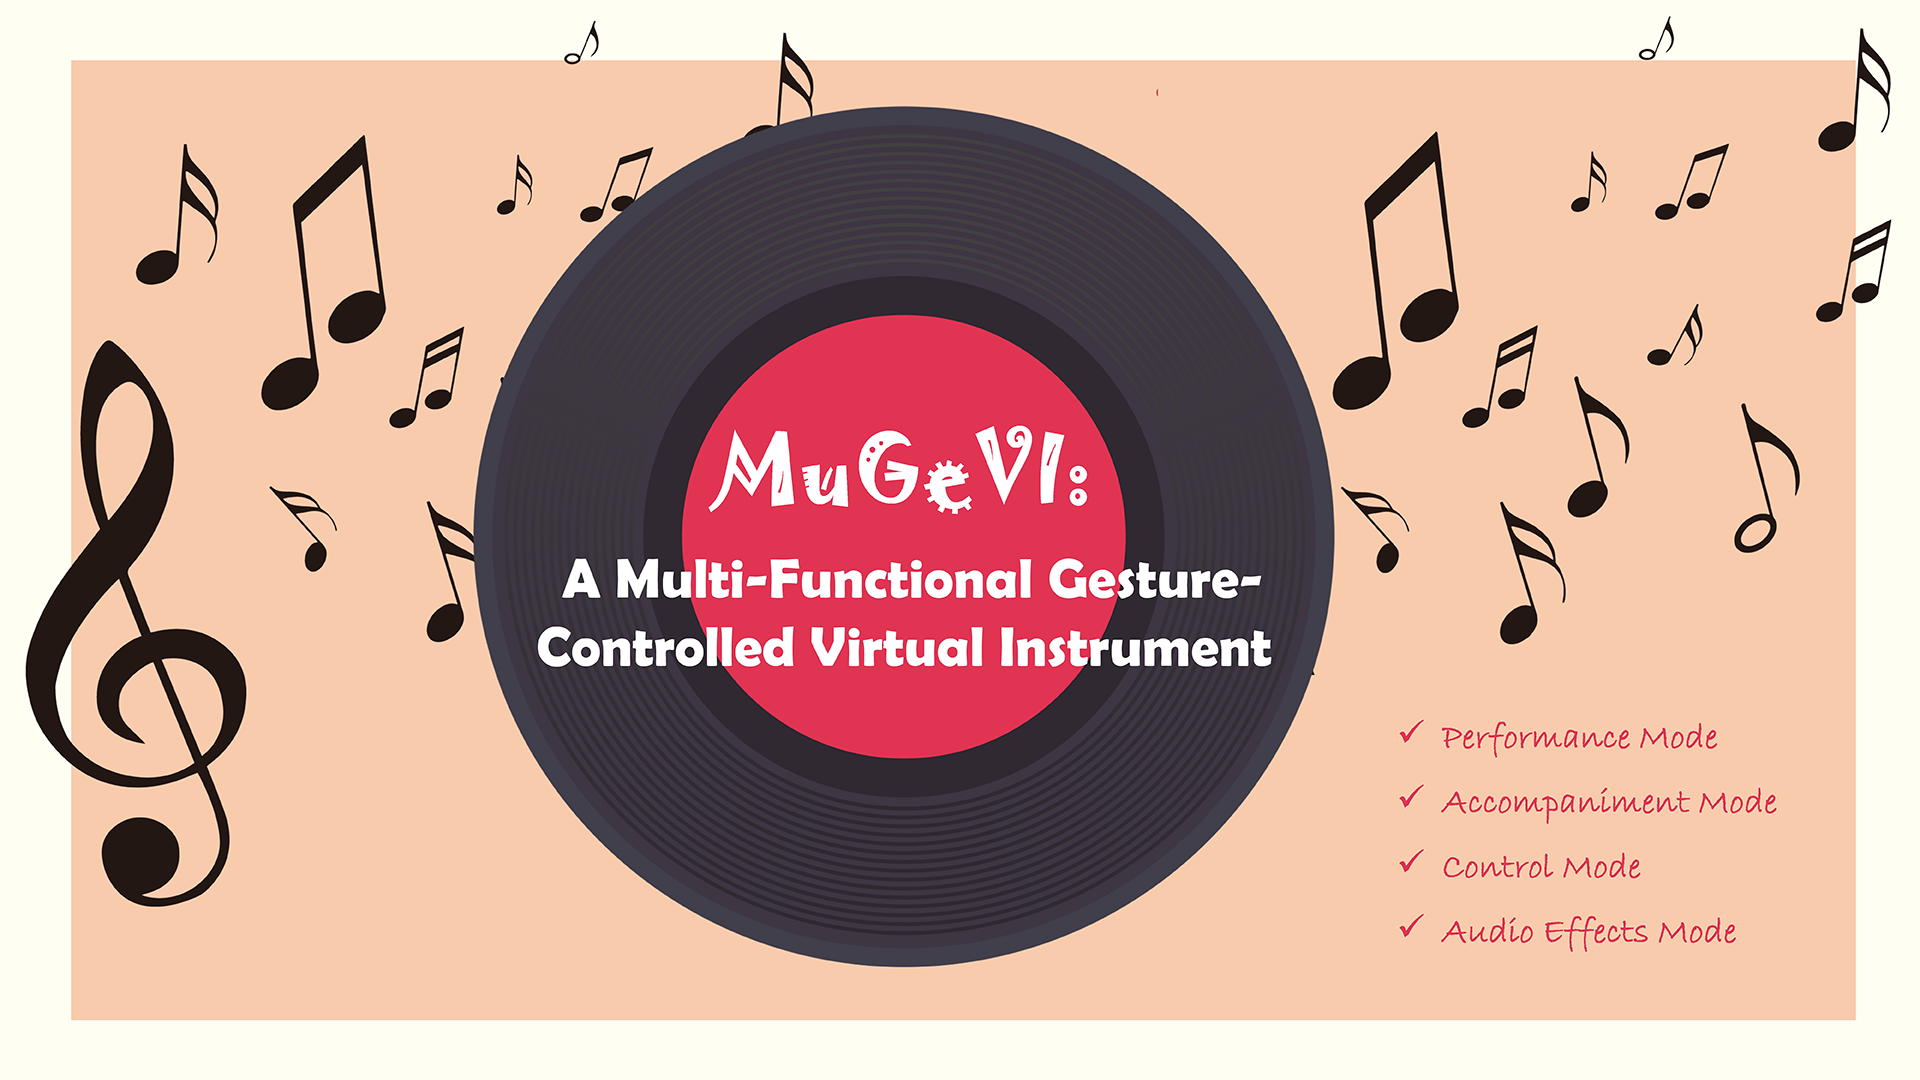 MuGeVI:
A Multi-Functional Gesture-
Controlled Virtual Instrument
✓ Performance Mode
✓ Accompaniment Mode
✓ Control Mode
✓ Audio Effects Mode